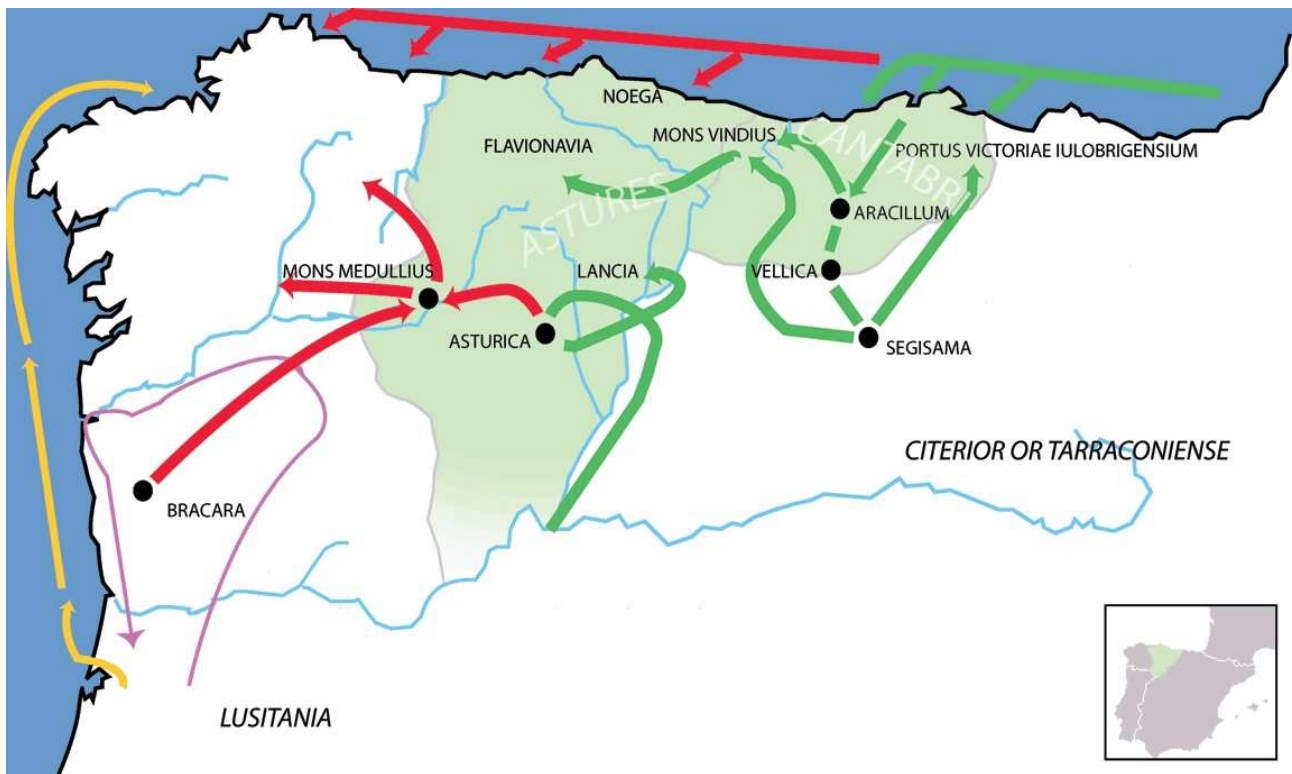 NOEGA
MONS VINDIUS
CANTABRI
FLAVIONAVIA
PORTUS VICTORIAE IULOBRIGENSIUM
ASTURES
ARACILLUM
MONS MEDULLIUS
LANCIA
VELLICA
ASTURICA
SEGISAMA
CITERIOR OR TARRACONIENSE
BRACARA
LUSITANIA